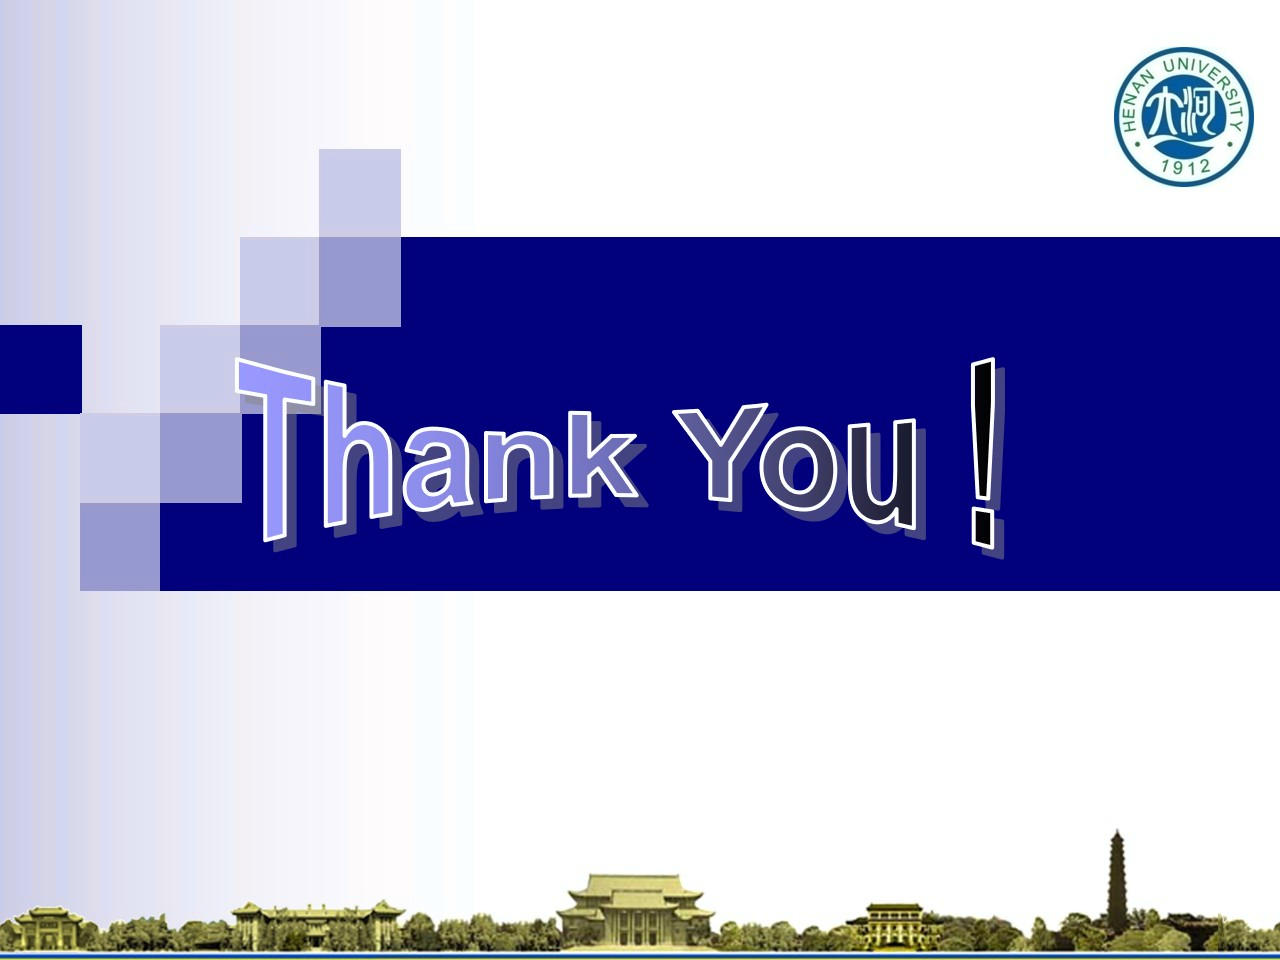 HENAN UNIVERSITY
大河
1912
Thank You !